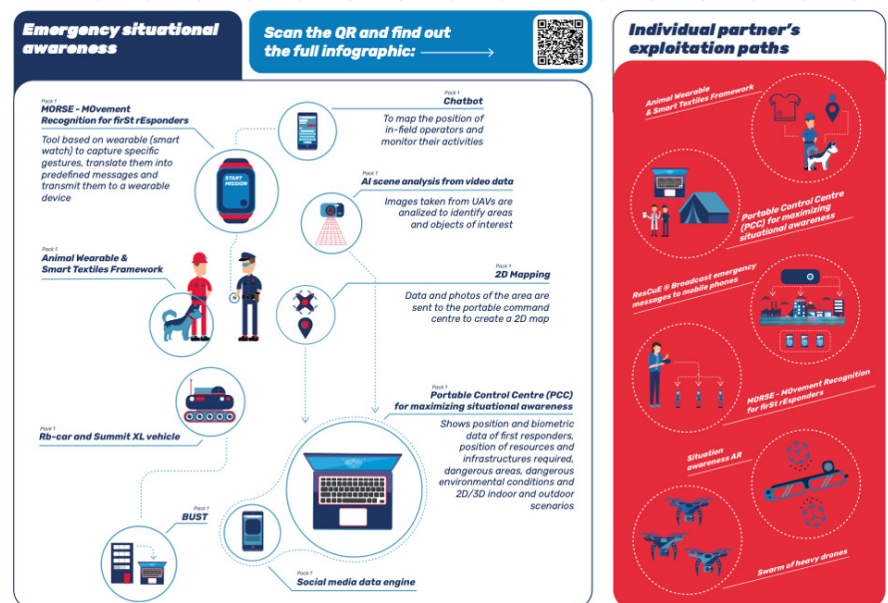 Emergency situational
awareness
Scan the QR and find out
the full infographic:
Pack 1
MORSE - MOvement
Recognition for firSt rEsponders
Tool based on wearable (smart
watch) to capture specific
gestures, translate them into
predefined messages and
transmit them to a wearable
device
START
MISSION
Pack 1
Chatbot
To map the position of
in-field operators and
monitor their activities
Pack 1
AI scene analysis from video data
Images taken from UAVs are
analized to identify areas
and objects of interest
Pack 1
Animal Wearable &
Smart Textiles Framework
Pack 1
2D Mapping
Data and photos of the area are
sent to the portable command
centre to create a 2D map
Pack 1
Portable Control Centre (PCC)
for maximizing situational awareness
Shows position and biometric
data of first responders,
position of resources and
infrastructures required,
dangerous areas, dangerous
environmental conditions and
2D/3D indoor and outdoor
scenarios
Pack 1
Rb-car and Summit XL vehicle
Pack 1
BUST
Pack 1
Social media data engine
Individual partner's
exploitation paths
Animal Wearable
& Smart Textiles Framework
Portable Control Centre
(PCC) for maximizing
situational awareness
ResCuE ® Broadcast emergency
messages to mobile phones
MORSE - MOvement Recognition
for firSt rEsponders
Situation
awareness AR
Swarm of heavy drones